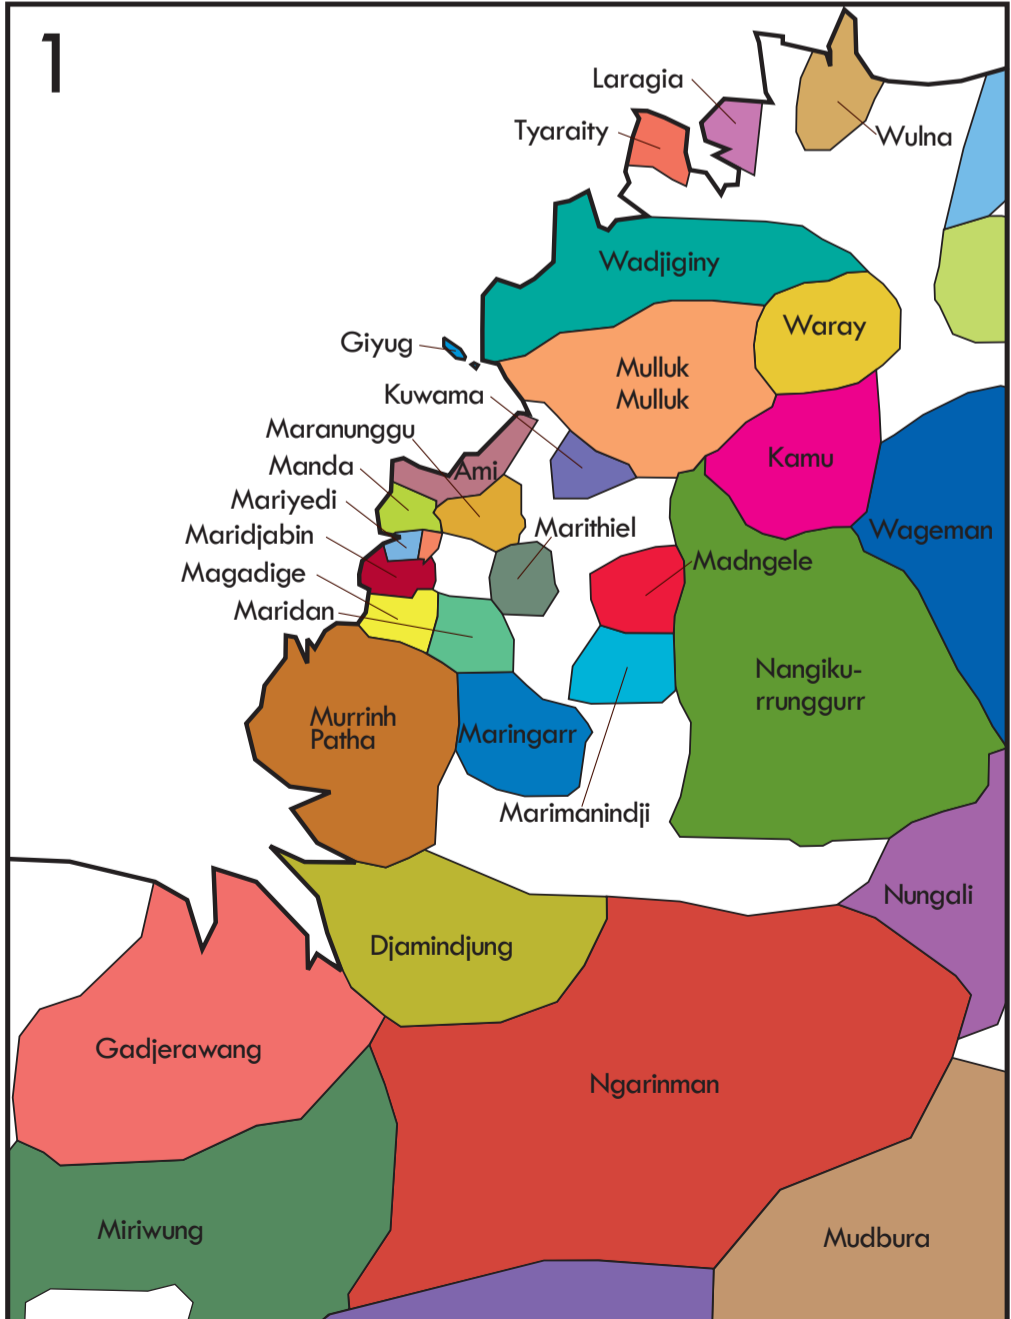 1
Laragia
Tyaraity
Wulna
Wadjiginy
Waray
Giyug
Mulluk
Mulluk
Kuwama
Maranunggu
Kamu
Ami
Manda
Mariyedi
Marithiel
Wageman
Maridjabin
Madngele
Magadige
Maridan
Nangiku-
rrunggurr
Murrinh
Patha
Maringarr
Marimanindji
Nungali
Djamindjung
Gadjerawang
Ngarinman
Miriwung
Mudbura